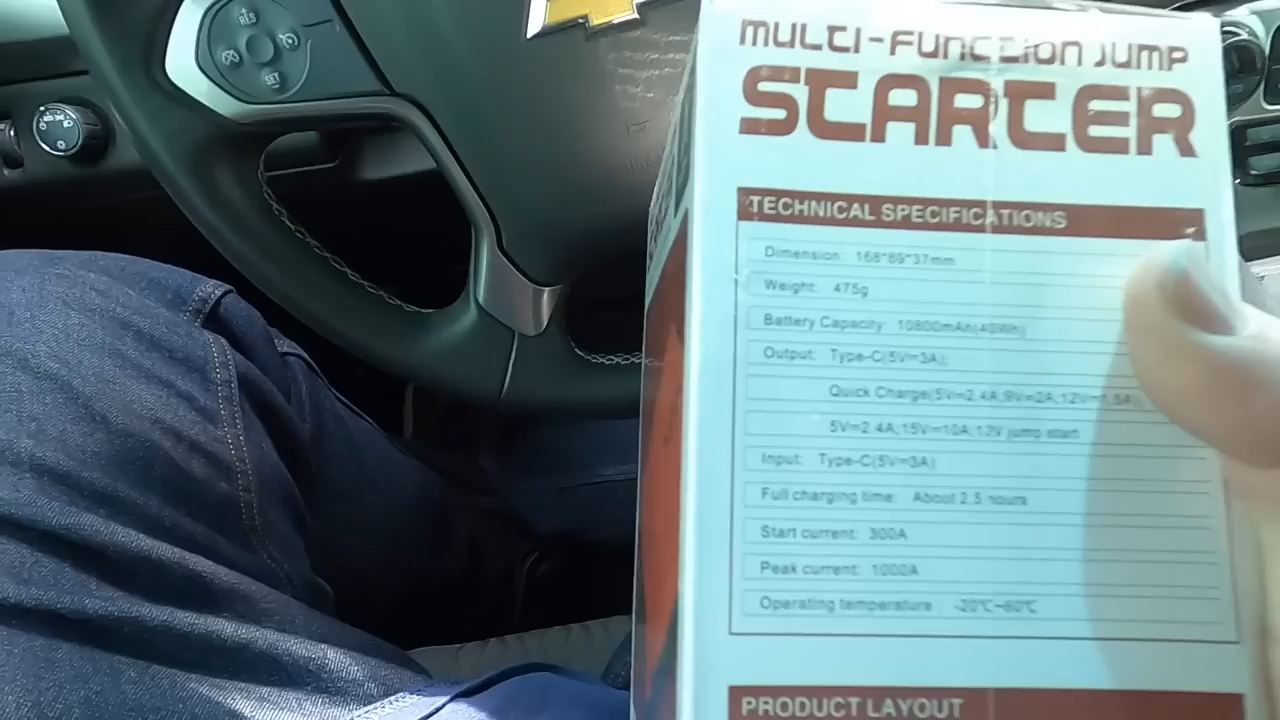 RES
SET
MULTI-FUNCTION JUMP
STARTER
TECHNICAL SPECIFICATIONS
Dimension: 168*89*37mm
Weight: 475g
Battery Capacity: 10800mAh(40Wh)
Output: Type-C(5V=3A);
Quick Charge(5V=2.4A;9V=2A;12V=1.5A)
5V=2.4A;15V=10A;12V jump start
Input: Type-C(5V=3A)
Full charging time: About 2.5 hours
Start current: 300A
Peak current: 1000A
Operating temperature: -20℃~60℃
PRODUCT LAYOUT